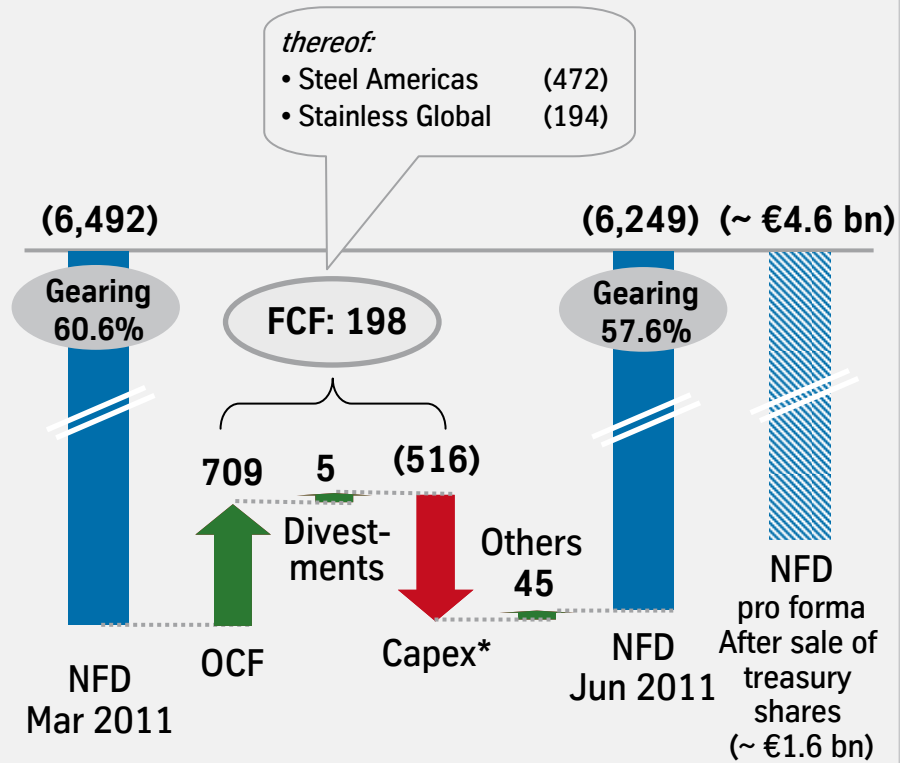 thereof:
• Steel Americas (472)
• Stainless Global (194)
(6,492)
(6,249)
(~ €4.6 bn)
Gearing
60.6%
FCF: 198
Gearing
57.6%
709
5
(516)
Divest-
ments
Others
45
OCF
Capex*
NFD
Mar 2011
NFD
Jun 2011
NFD
pro forma
After sale of
treasury
shares
(~ €1.6 bn)